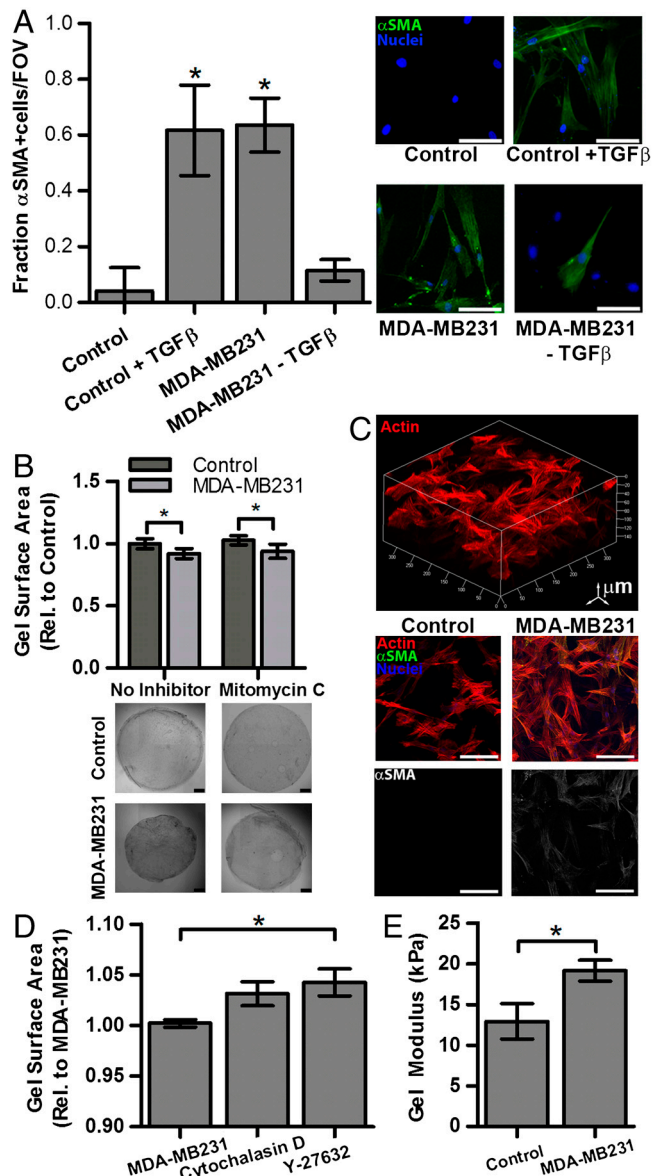 A
Fraction αSMA+cells/FOV
1.0
0.8
0.6
0.4
0.2
0.0
*
*
Control
Control + TGFβ
MDA-MB231
MDA-MB231 - TGFβ
αSMA
Nuclei
Control
Control +TGFβ
MDA-MB231
MDA-MB231
- TGFβ
B
Gel Surface Area
(Rel. to Control)
1.5
1.0
0.5
0.0
Control
MDA-MB231
*
*
No Inhibitor
Mitomycin C
Control
MDA-MB231
C
Actin
μm
Control
MDA-MB231
Actin
αSMA
Nuclei
αSMA
D
Gel Surface Area
(Rel. to MDA-MB231)
1.10
1.05
1.00
0.95
0.90
*
MDA-MB231
Cytochalasin D
Y-27632
E
Gel Modulus (kPa)
25
20
15
10
5
0
*
Control
MDA-MB231